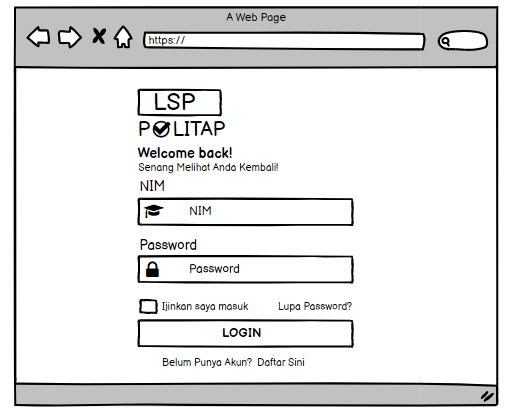 A Web Page
https://
LSP
POLITAP
Welcome back!
Senang Melihat Anda Kembali!
NIM
NIM
Password
Password
Ijinkan saya masuk Lupa Password?
LOGIN
Belum Punya Akun? Daftar Sini